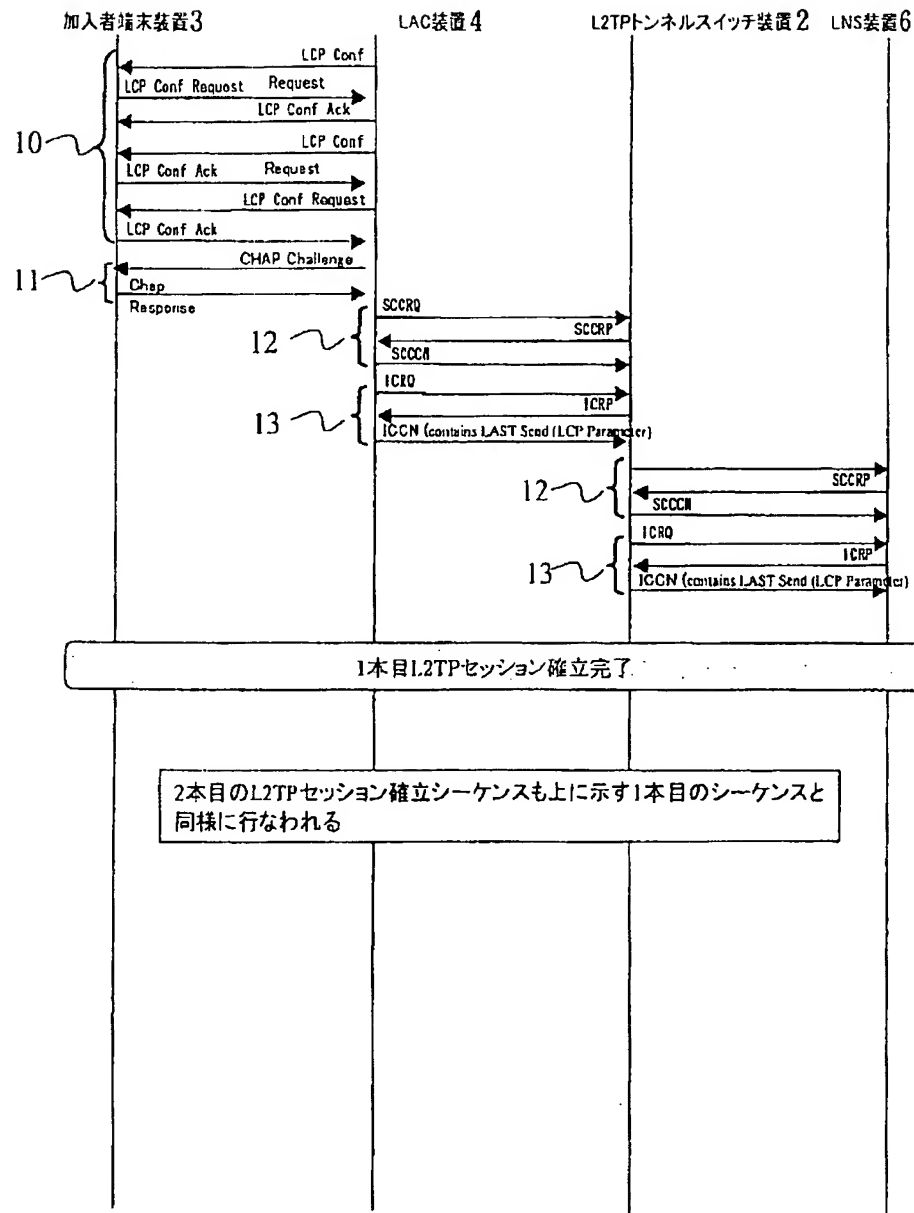 加入者端末装置3 LAC装置4 L2TPトンネルスイッチ装置2 LNS装置6
LCP Conf
LCP Conf Request Request
LCP Conf Ack
10
LCP Conf
LCP Conf Ack Request
LCP Conf Request
LCP Conf Ack
CHAP Challenge
11
Chap
Response
SCCRQ
12
SCCRP
SCCCN
ICRQ
ICRP
13
ICCN (contains LAST Send (LCP Parameter)
12
SCCRP
SCCCN
ICRQ
ICRP
13
ICCN (contains LAST Send (LCP Parameter)
1本目L2TPセッション確立完了
2本目のL2TPセッション確立シーケンスも上に示す1本目のシーケンスと
同様に行なわれる